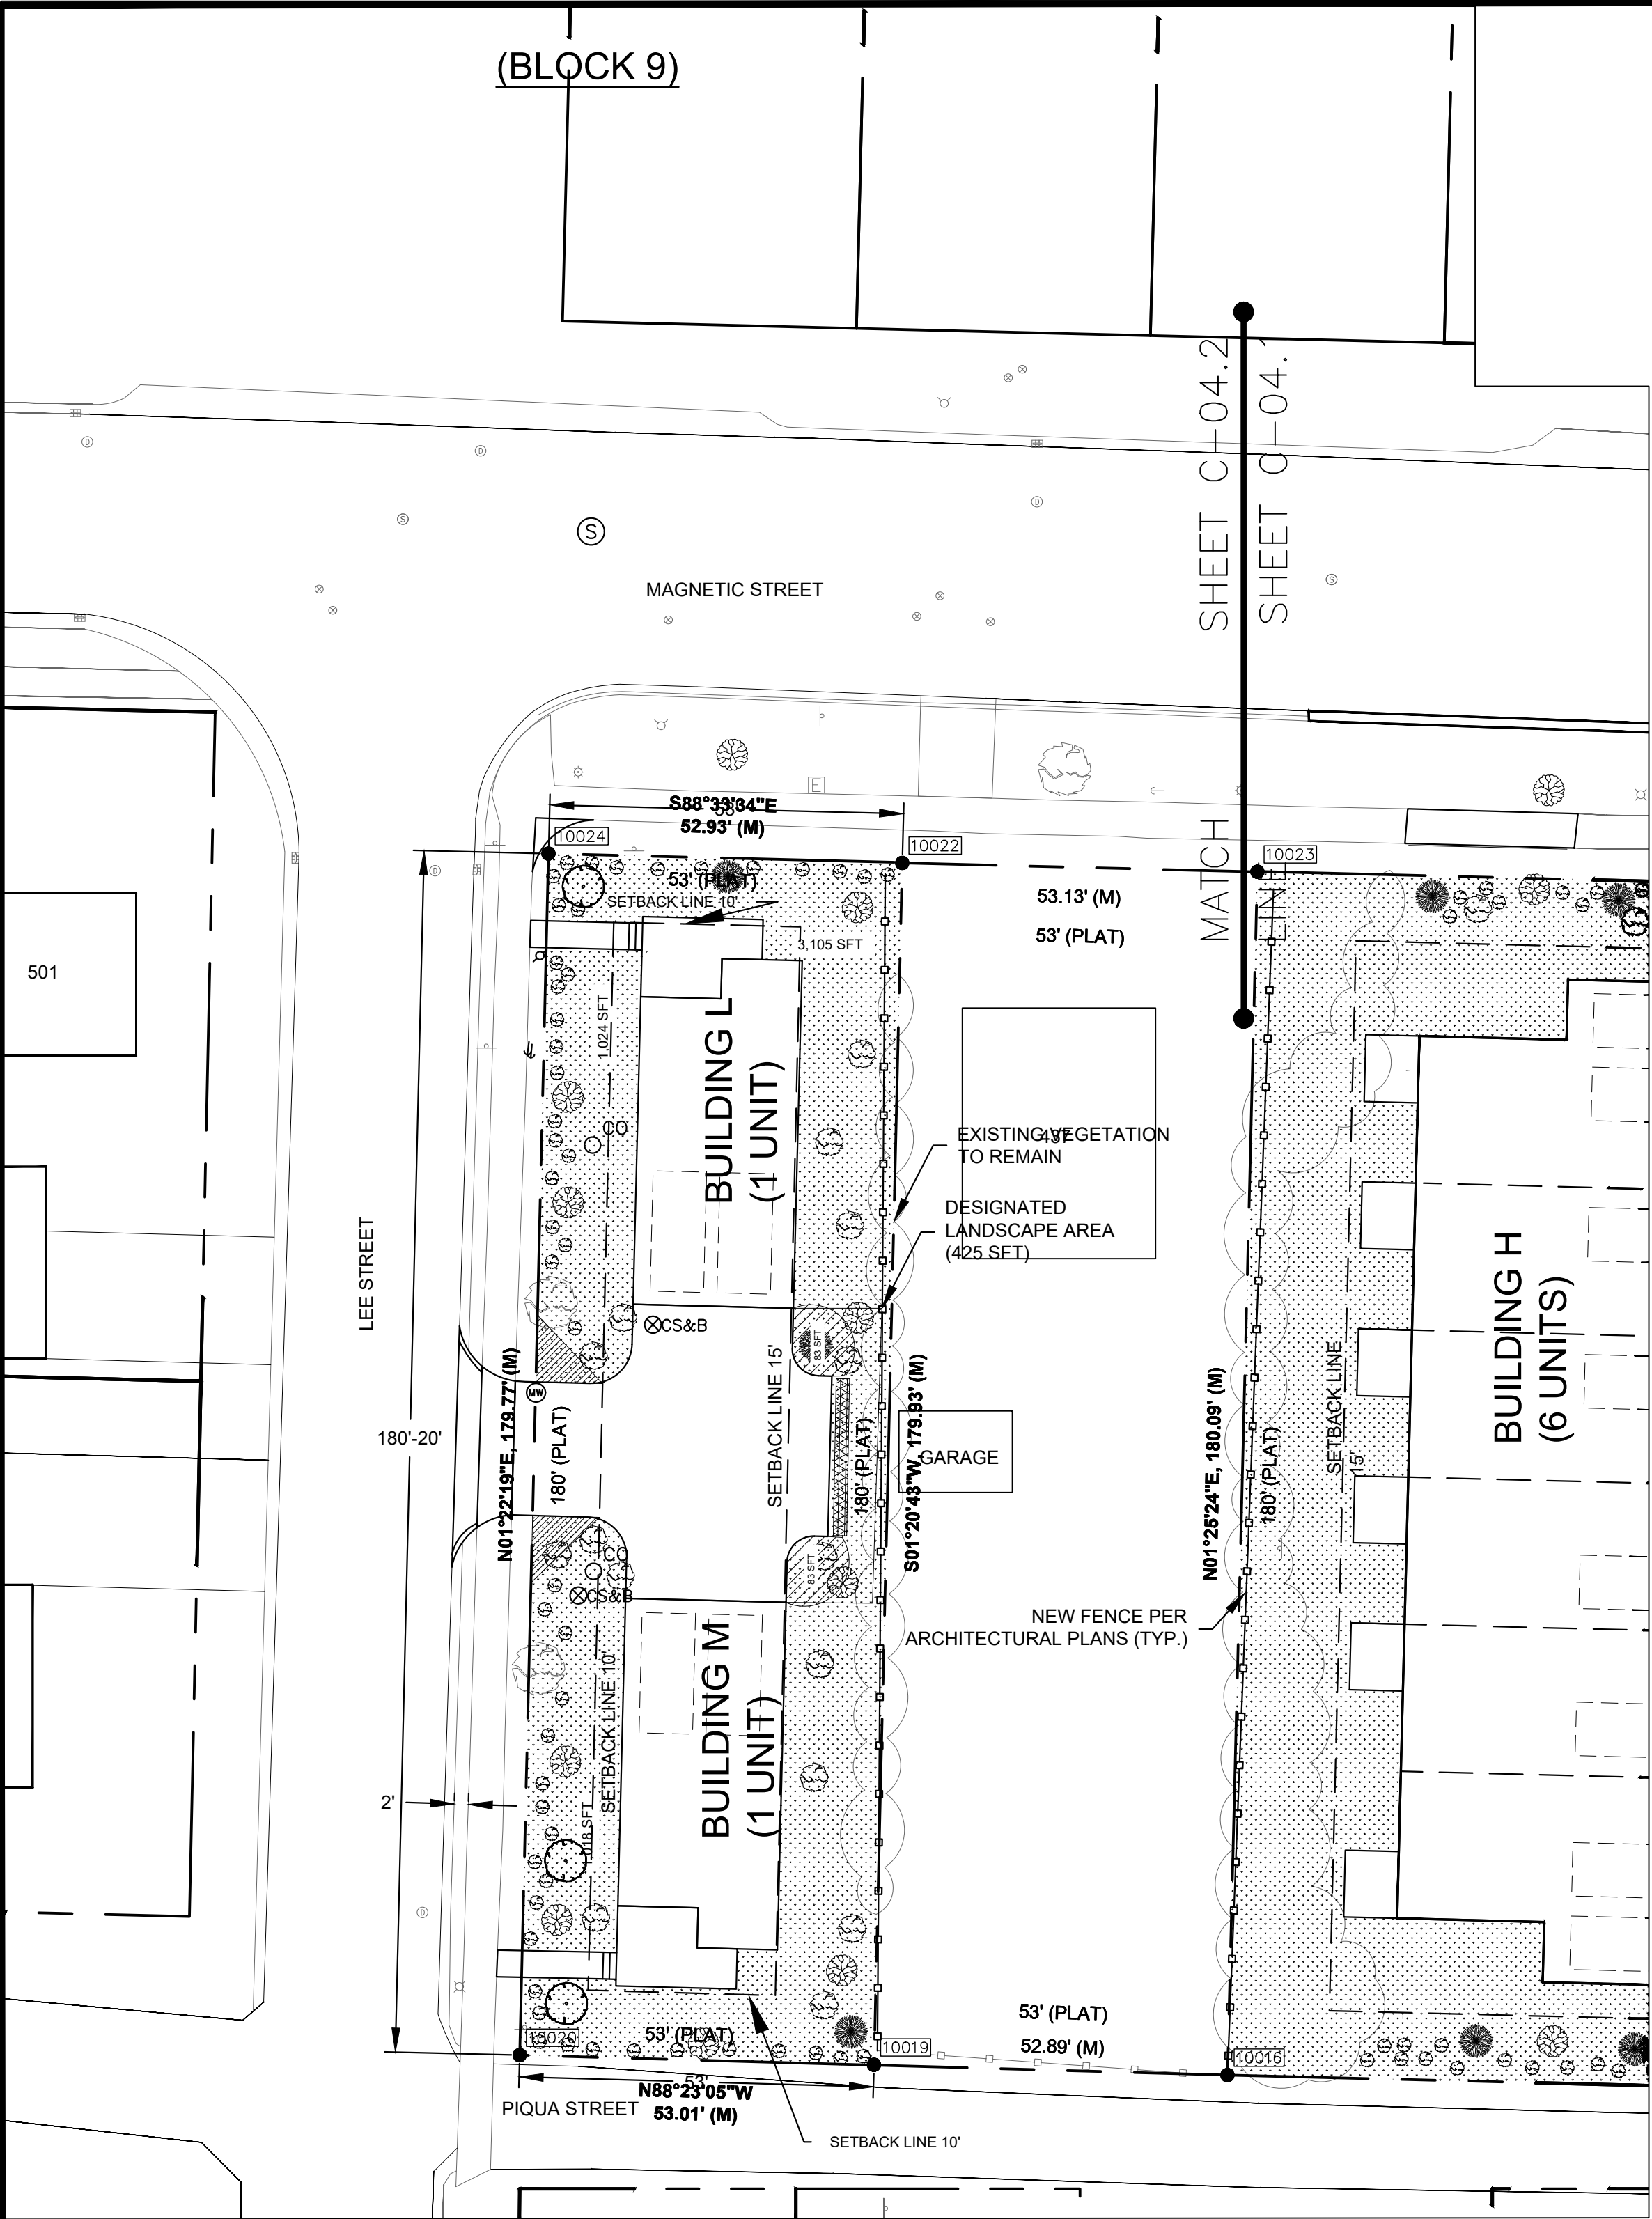 (BLOCK 9)
SHEET C-04.2
SHEET C-04.
MATCH
LINE
D
D
D
S
S
S
MAGNETIC STREET
E
S88°33'34"E
53'
52.93' (M)
10024
10022
10023
53' (PLAT)
SETBACK LINE 10'
3,105 SFT
53.13' (M)
53' (PLAT)
501
D
1,024 SFT
BUILDING L
(1 UNIT)
CO
EXISTING VEGETATION
TO REMAIN
437
DESIGNATED
LANDSCAPE AREA
(425 SFT)
LEE STREET
CS&B
83 SFT
SETBACK LINE 15'
MW
N01°22'19"E, 179.77' (M)
180' (PLAT)
180'-20'
180' (PLAT)
S01°20'43"W, 179.93' (M)
GARAGE
N01°25'24"E, 180.09' (M)
180' (PLAT)
SETBACK LINE
15'
BUILDING H
(6 UNITS)
CO
CS&B
83 SFT
NEW FENCE PER
ARCHITECTURAL PLANS (TYP.)
SETBACK LINE 10'
BUILDING M
(1 UNIT)
2'
D
53' (PLAT)
52.89' (M)
10020
53' (PLAT)
10019
10016
53'
N88°23'05"W
53.01' (M)
PIQUA STREET
SETBACK LINE 10'